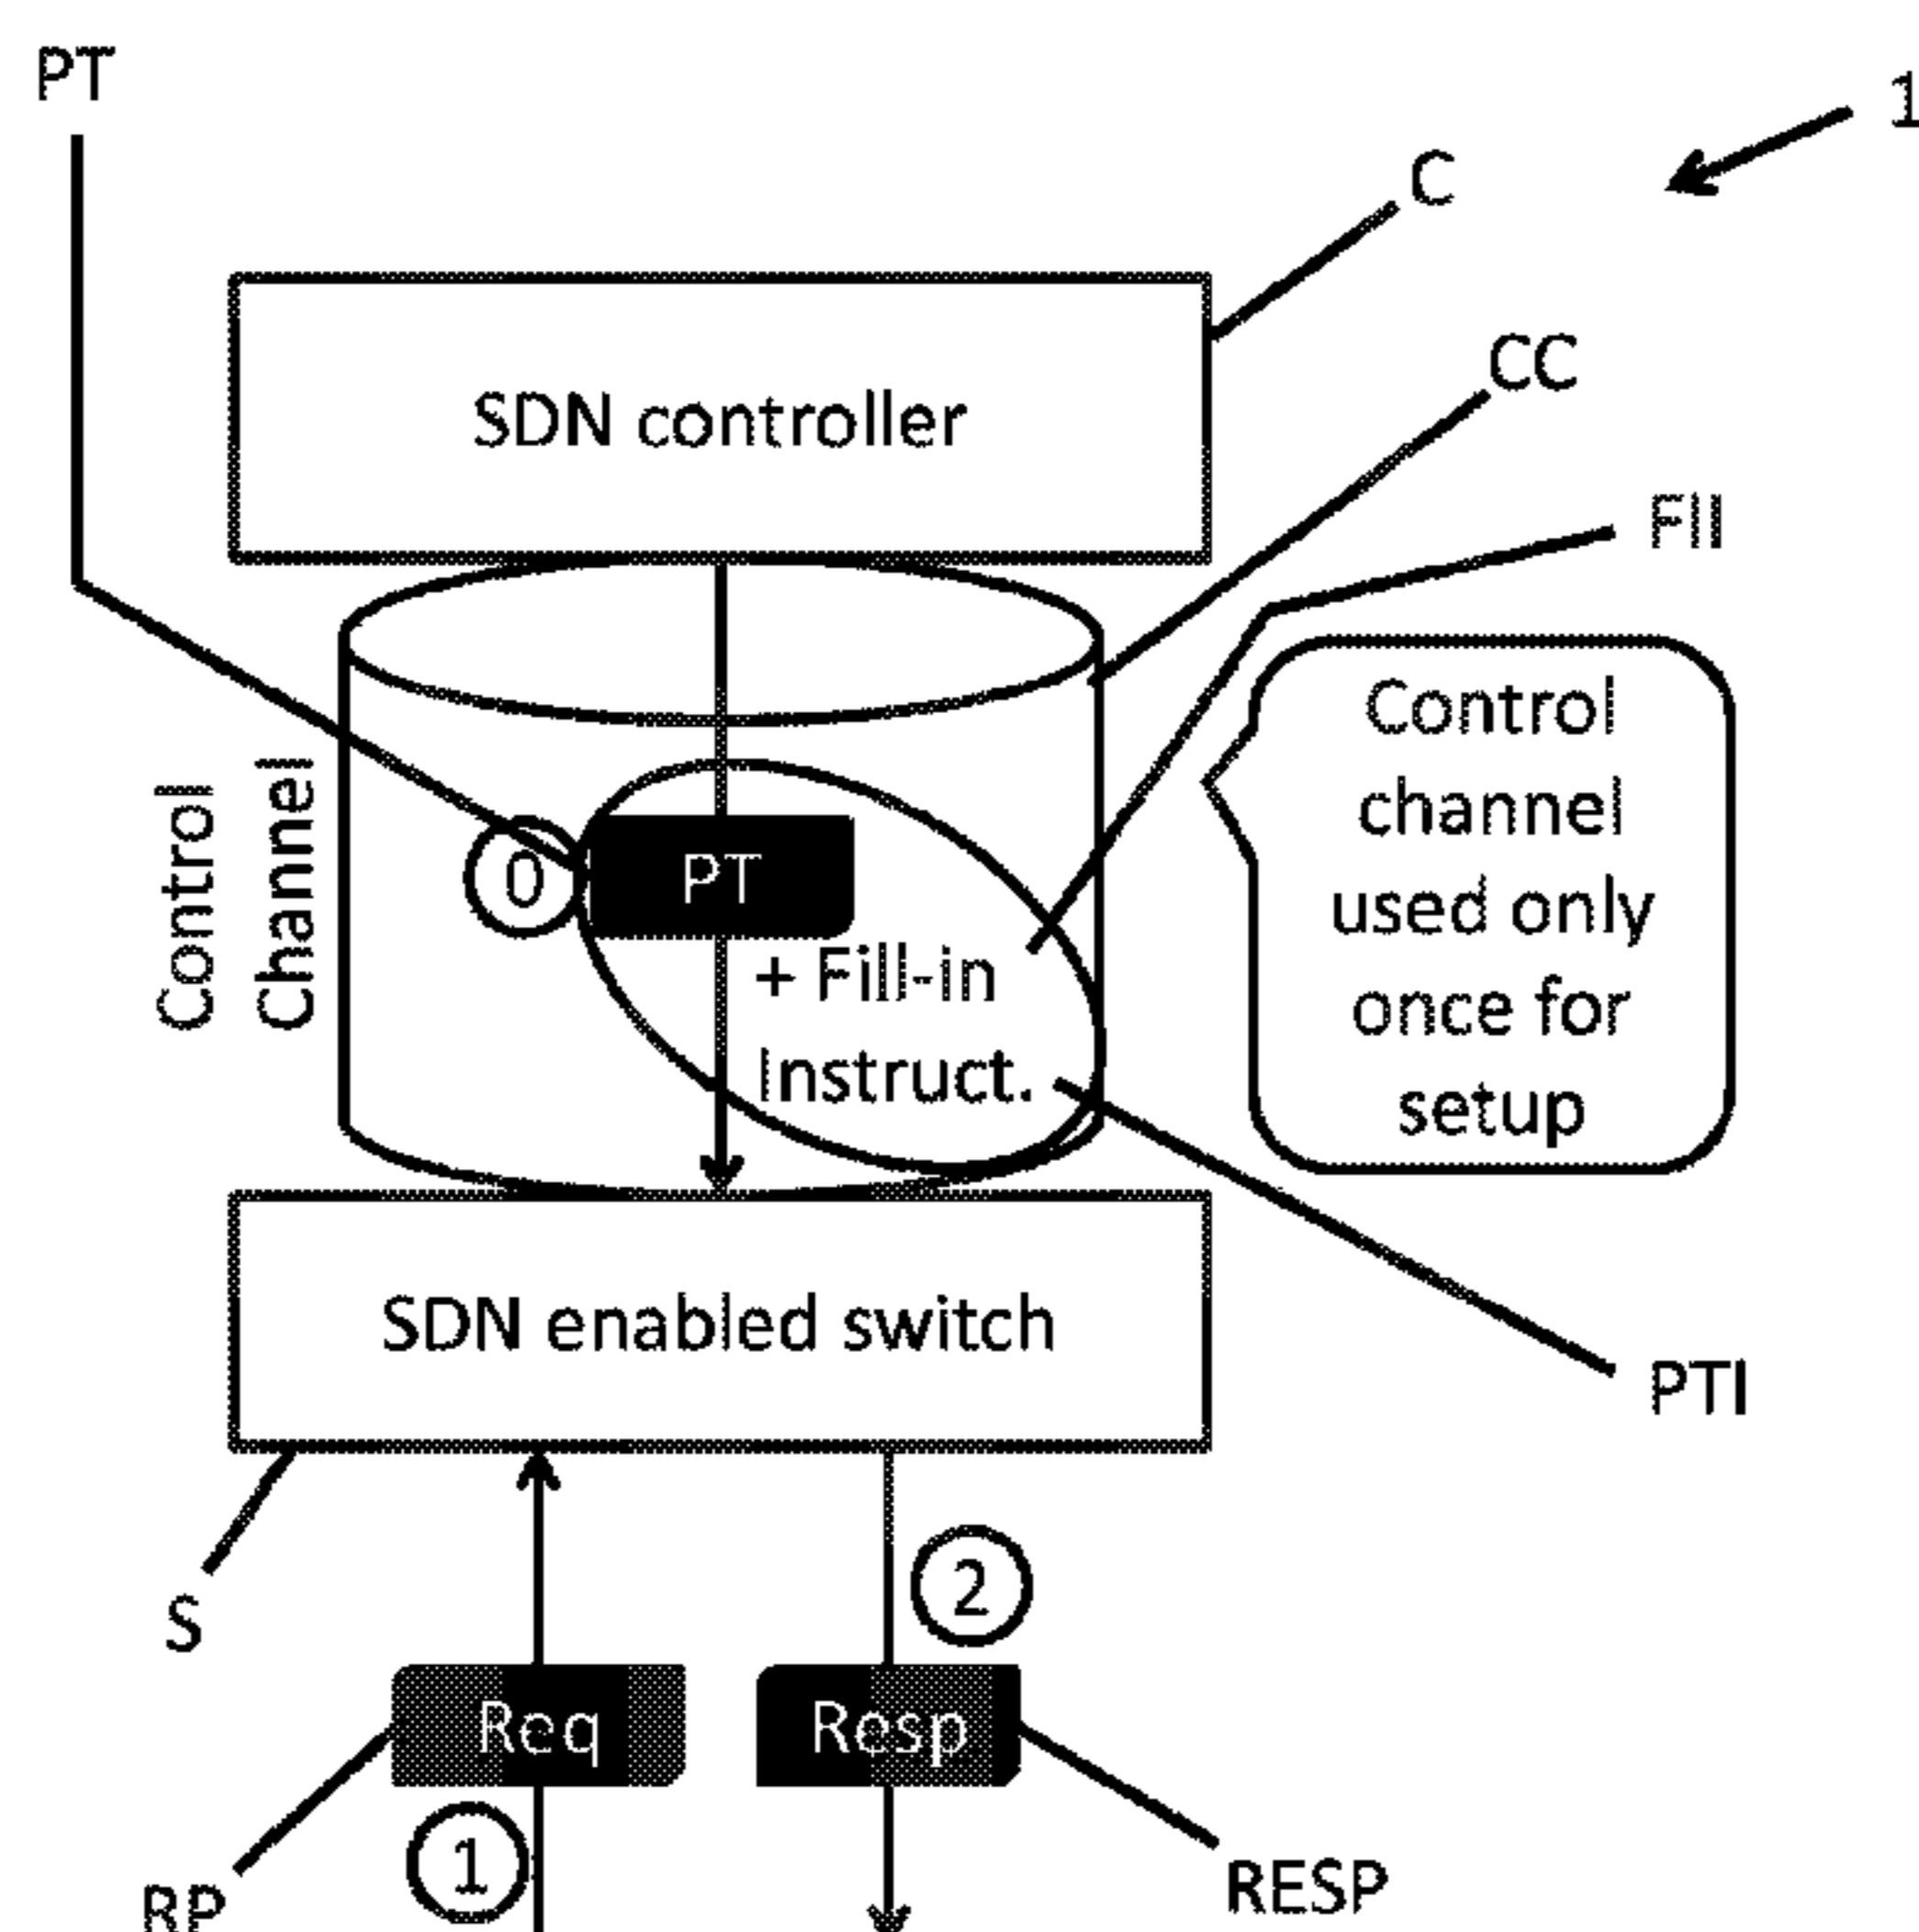 PT
1
C
SDN controller
CC
FII
Control
Channel
Control
channel
used only
once for
setup
0
PT
+ Fill-in
Instruct.
SDN enabled switch
PTI
S
2
Req
Resp
1
RP
RESP